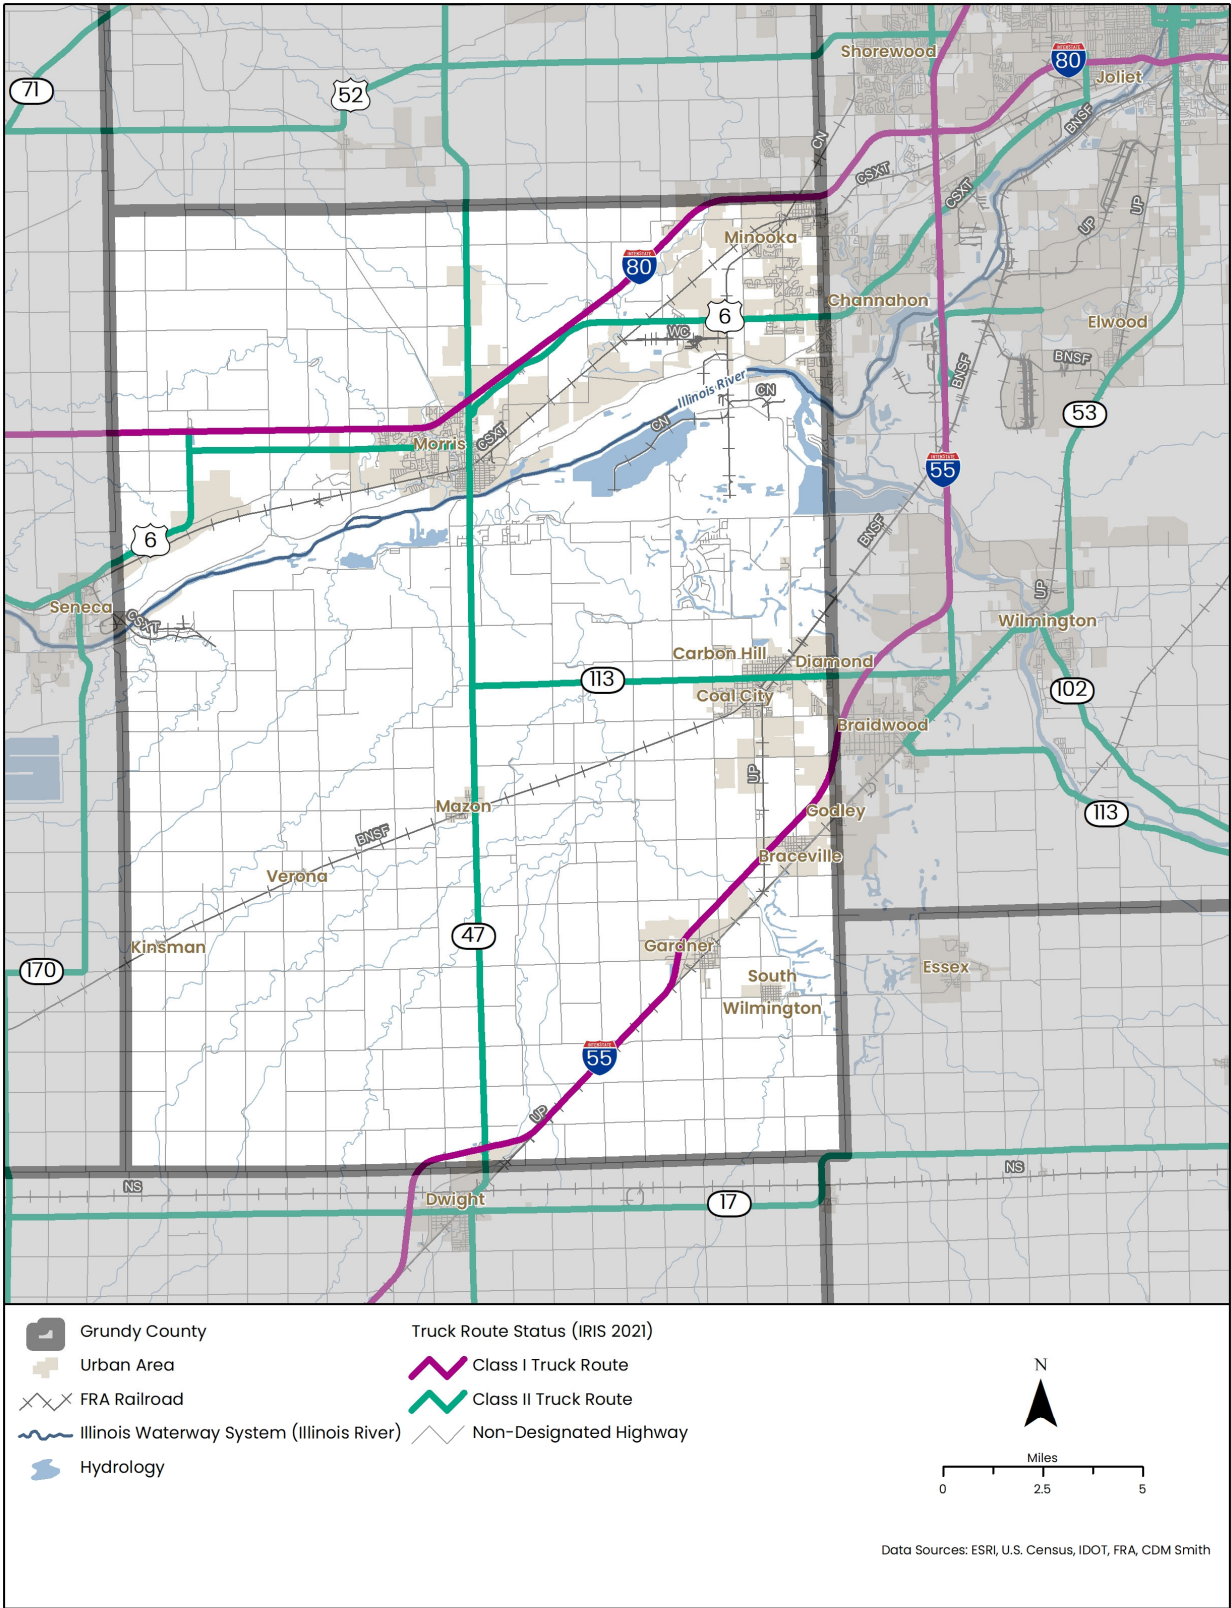 Shorewood
INTERSTATE
80
Joliet
71
52
BNSF
CN
CSXT
CSXT
UP
UP
Minooka
INTERSTATE
80
Channahon
6
Elwood
WC
BNSF
BNSF
Illinois River
CN
53
CN
Morris
CSXT
INTERSTATE
55
6
BNSF
UP
Seneca
CSXT
Wilmington
Carbon Hill
Diamond
113
102
Coal City
Braidwood
UP
Mazon
Godley
113
BNSF
Braceville
Verona
47
Kinsman
Gardner
170
Essex
South
Wilmington
INTERSTATE
55
UP
NS
NS
Dwight
17
Grundy County
Urban Area
FRA Railroad
Illinois Waterway System (Illinois River)
Hydrology
Truck Route Status (IRIS 2021)
Class I Truck Route
Class II Truck Route
Non-Designated Highway
N
Miles
0 2.5 5
Data Sources: ESRI, U.S. Census, IDOT, FRA, CDM Smith